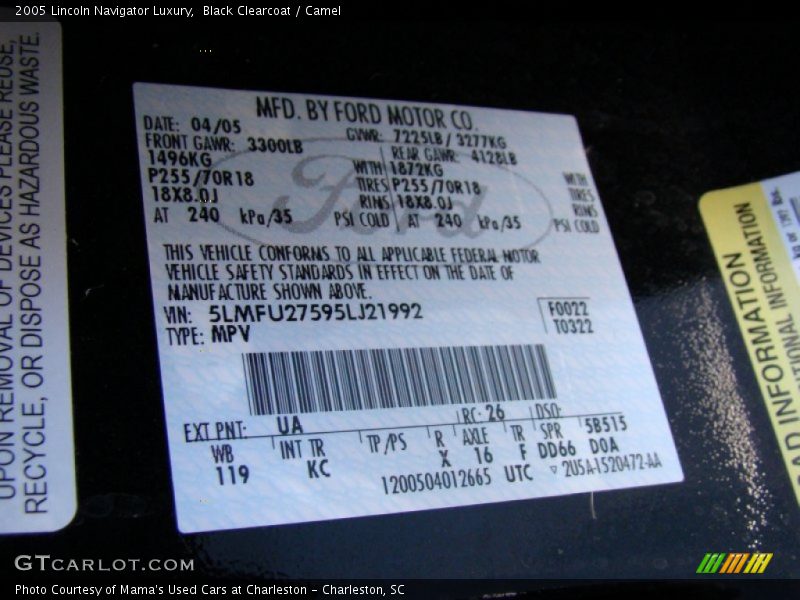 2005 Lincoln Navigator Luxury, Black Clearcoat / Camel
UPON REMOVAL OF DEVICES PLEASE REUSE,
RECYCLE, OR DISPOSE AS HAZARDOUS WASTE.
MFD. BY FORD MOTOR CO.
DATE: 04/05 GVWR: 7225LB / 3277KG
FRONT GAWR: 3300LB REAR GAWR: 4128LB
1496KG WITH 1872KG WITH
P255/70R18 TIRES P255/70R18 TIRES
18X8.0J RIMS 18X8.0J RIMS
AT 240 kPa/35 PSI COLD AT 240 kPa/35 PSI COLD
Ford
THIS VEHICLE CONFORMS TO ALL APPLICABLE FEDERAL MOTOR
VEHICLE SAFETY STANDARDS IN EFFECT ON THE DATE OF
MANUFACTURE SHOWN ABOVE.
VIN: 5LMFU27595LJ21992 F0022
TYPE: MPV T0322
EXT PNT: UA RC: 26 DSO:
WB INT TR TP/PS R AXLE TR SPR 5B515
119 KC X 16 F DD66 DOA
1200504012665 UTC ▽ 2U5A-1520472-AA
AD INFORMATION
INFORMATION
GTCARLOT.COM
Photo Courtesy of Mama's Used Cars at Charleston - Charleston, SC